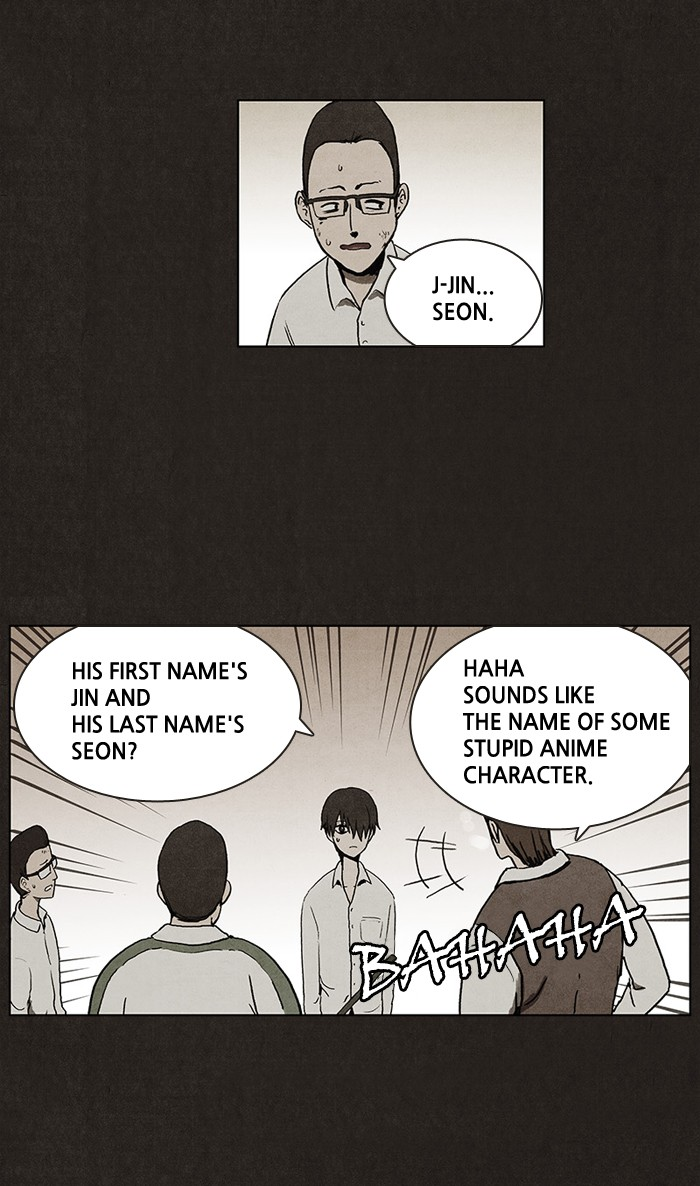 J-JIN...
SEON.
HIS FIRST NAME'S
JIN AND
HIS LAST NAME'S
SEON?
HAHA
SOUNDS LIKE
THE NAME OF SOME
STUPID ANIME
CHARACTER.
BAHAHA